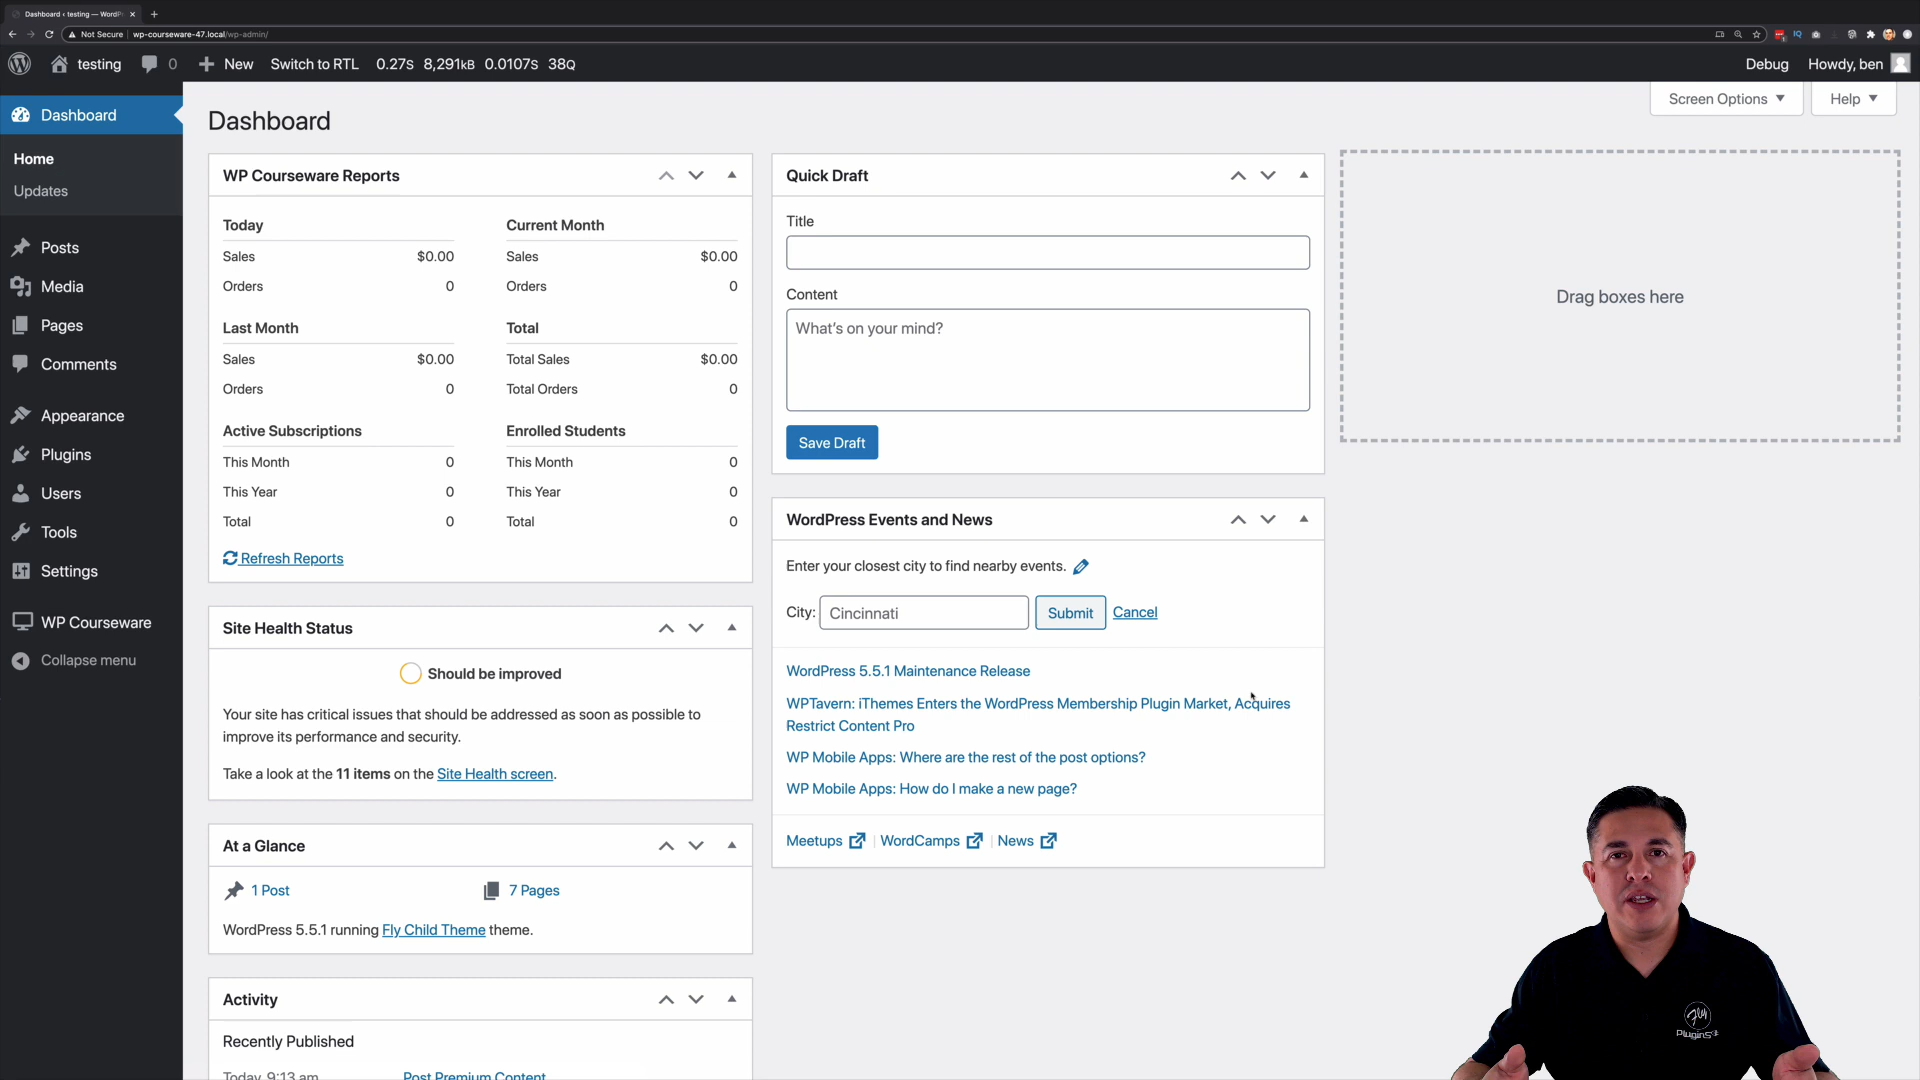 Dashboard ‹ testing — WordPr
Not Secure wp-courseware-47.local/wp-admin/
testing 0 New Switch to RTL 0.27S 8,291KB 0.0107S 38Q Debug Howdy, ben
Screen Options Help
Dashboard
Home
Updates
Posts
Media
Pages
Comments
Appearance
Plugins
Users
Tools
Settings
WP Courseware
Collapse menu
Dashboard
WP Courseware Reports
Today Current Month
Sales $0.00 Sales $0.00
Orders 0 Orders 0
Last Month Total
Sales $0.00 Total Sales $0.00
Orders 0 Total Orders 0
Active Subscriptions Enrolled Students
This Month 0 This Month 0
This Year 0 This Year 0
Total 0 Total 0
Refresh Reports
Site Health Status
Should be improved
Your site has critical issues that should be addressed as soon as possible to
improve its performance and security.
Take a look at the 11 items on the Site Health screen.
At a Glance
1 Post 7 Pages
WordPress 5.5.1 running Fly Child Theme theme.
Activity
Recently Published
Today, 9:13 am Post Premium Content
Quick Draft
Title
Content
What's on your mind?
Save Draft
WordPress Events and News
Enter your closest city to find nearby events.
City: Cincinnati Submit Cancel
WordPress 5.5.1 Maintenance Release
WPTavern: iThemes Enters the WordPress Membership Plugin Market, Acquires
Restrict Content Pro
WP Mobile Apps: Where are the rest of the post options?
WP Mobile Apps: How do I make a new page?
Meetups | WordCamps | News
Drag boxes here
Fly
Plugins